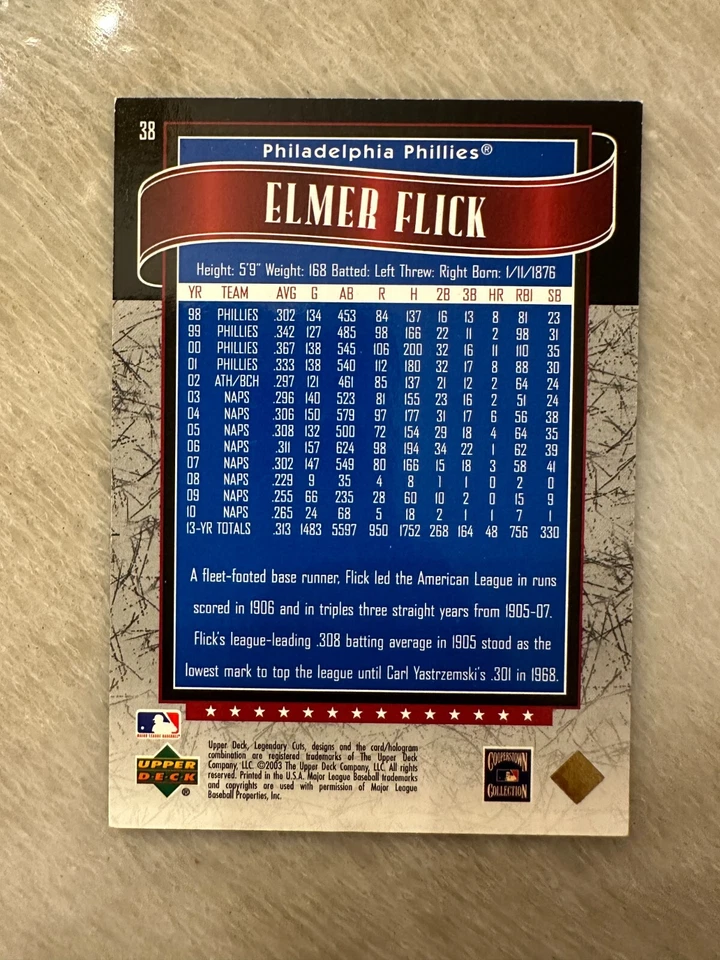 38
Philadelphia Phillies®
ELMER FLICK
Height: 5'9" Weight: 168 Batted: Left Threw: Right Born: 1/11/1876
YR TEAM AVG G AB R H 2B 3B HR RBI SB
98 PHILLIES .302 134 453 84 137 16 13 8 81 23
99 PHILLIES .342 127 485 98 166 22 11 2 98 31
00 PHILLIES .367 138 545 106 200 32 16 11 110 35
01 PHILLIES .333 138 540 112 180 32 17 8 88 30
02 ATH/BCH .297 121 461 85 137 21 12 2 64 24
03 NAPS .296 140 523 81 155 23 16 2 51 24
04 NAPS .306 150 579 97 177 31 17 6 56 38
05 NAPS .308 132 500 72 154 29 18 4 64 35
06 NAPS .311 157 624 98 194 34 22 1 62 39
07 NAPS .302 147 549 80 166 15 18 3 58 41
08 NAPS .229 9 35 4 8 1 1 0 2 0
09 NAPS .255 66 235 28 60 10 2 0 15 9
10 NAPS .265 24 68 5 18 2 1 1 7 1
13-YR TOTALS .313 1483 5597 950 1752 268 164 48 756 330
A fleet-footed base runner, Flick led the American League in runs
scored in 1906 and in triples three straight years from 1905-07.
Flick's league-leading .308 batting average in 1905 stood as the
lowest mark to top the league until Carl Yastrzemski's .301 in 1968.
MAJOR LEAGUE BASEBALL
UPPER
DECK
®
Upper Deck, Legendary Cuts, designs and the card/hologram
combination are registered trademarks of The Upper Deck
Company, LLC. ©2003 The Upper Deck Company, LLC. All rights
reserved. Printed in the U.S.A. Major League Baseball trademarks
and copyrights are used with permission of Major League
Baseball Properties, Inc.
COOPERSTOWN
COLLECTION